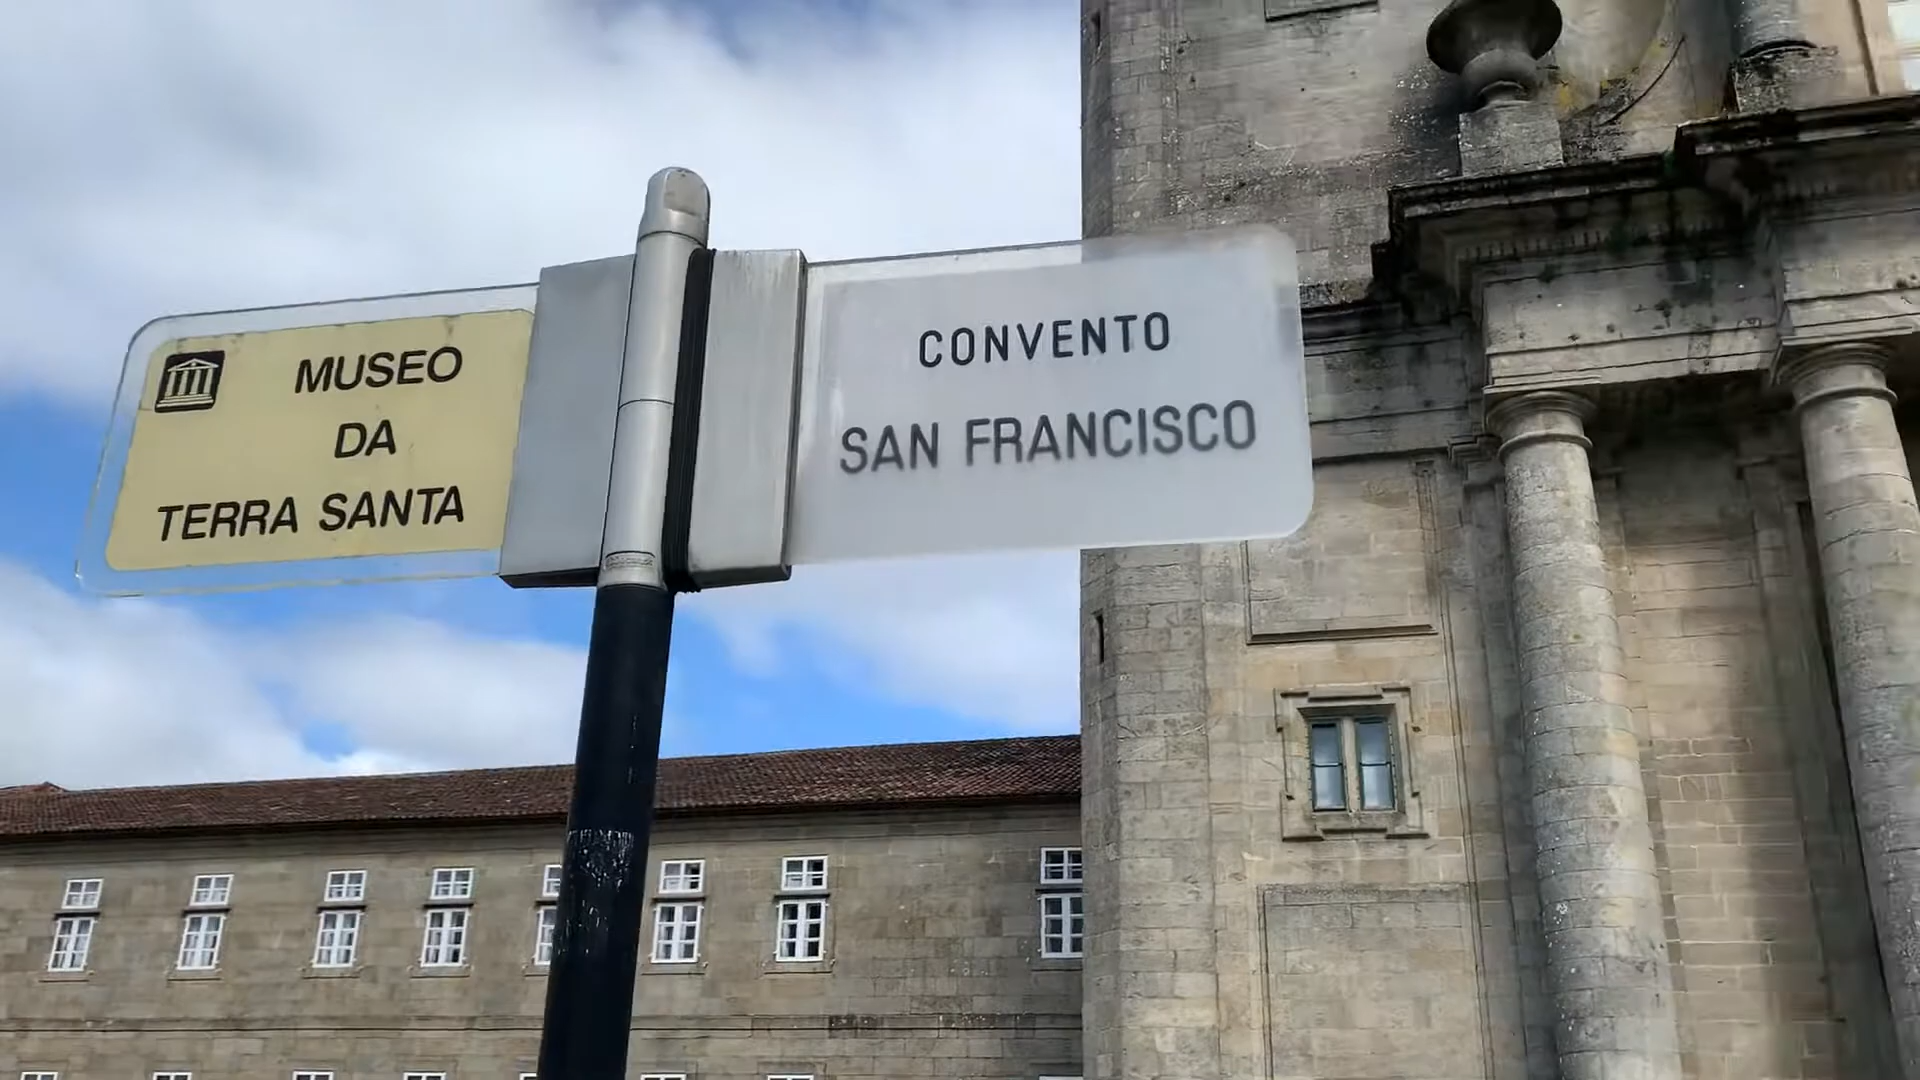 MUSEO
DA
TERRA SANTA
CONVENTO
SAN FRANCISCO